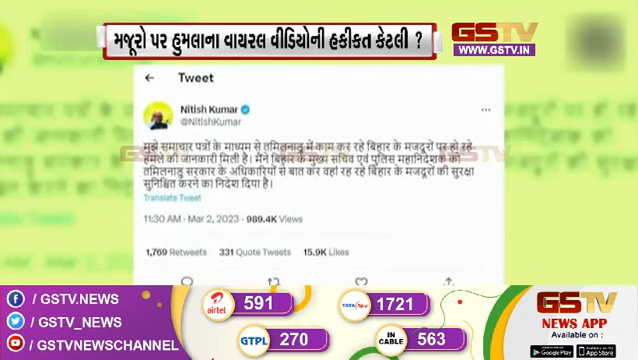 મજૂરો પર હુમલાના વાયરલ વીડિયોની હકીકત કેટલી ?
GSTV
WWW.GSTV.IN
Tweet
Nitish Kumar
@NitishKumar
मुझे समाचार पत्रों के माध्यम से तमिलनाडु में काम कर रहे बिहार के मजदूरों पर हो रहे
हमले की जानकारी मिली है। मैंने बिहार के मुख्य सचिव एवं पुलिस महानिदेशक को
तमिलनाडु सरकार के अधिकारियों से बात कर वहां रह रहे बिहार के मजदूरों की सुरक्षा
सुनिश्चित करने का निदेश दिया है।
Translate Tweet
11:30 AM · Mar 2, 2023 · 989.4K Views
1,769 Retweets 331 Quote Tweets 15.9K Likes
/ GSTV.NEWS
/ GSTV_NEWS
/ GSTVNEWSCHANNEL
airtel 591
TATA Play 1721
GTPL 270
IN CABLE 563
GSTV
NEWS APP
Available on :
Google Play App Store